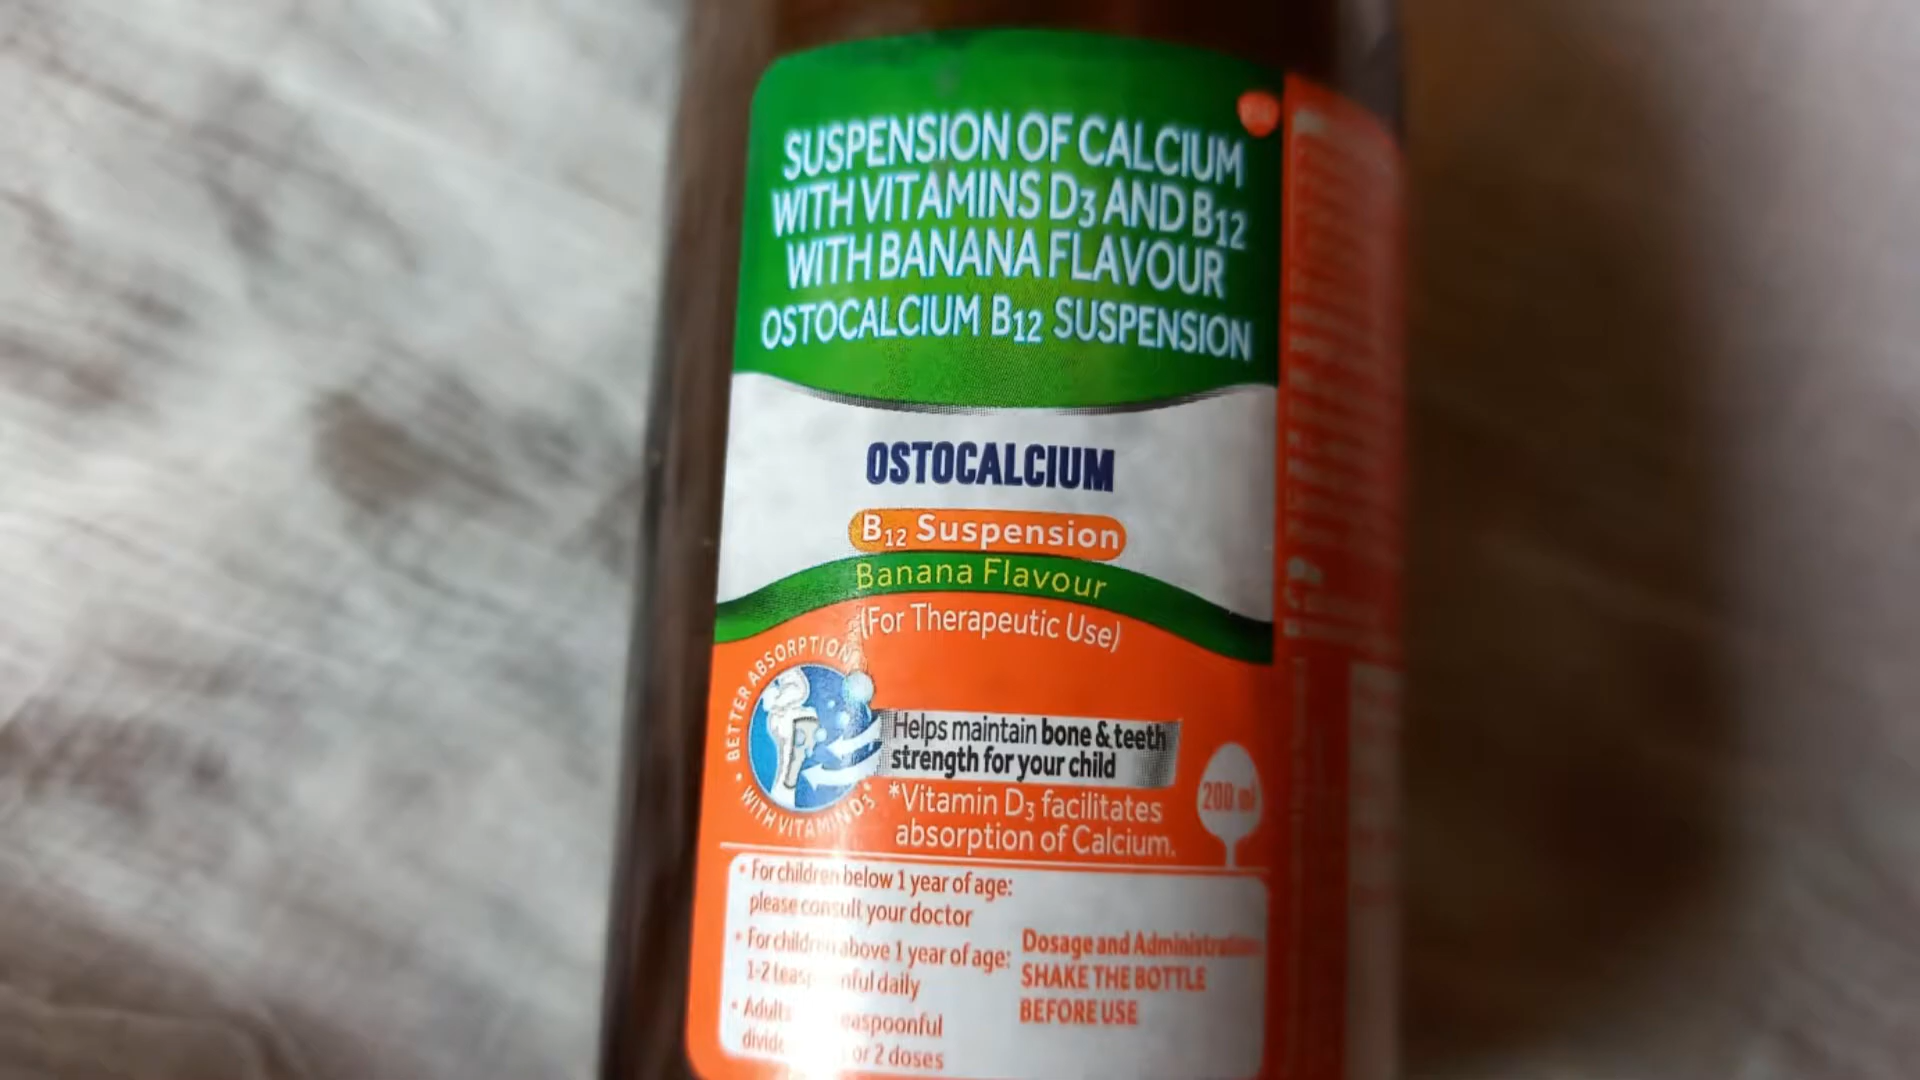 SUSPENSION OF CALCIUM
WITH VITAMINS D3 AND B12
WITH BANANA FLAVOUR
OSTOCALCIUM B12 SUSPENSION
OSTOCALCIUM
B12 Suspension
Banana Flavour
(For Therapeutic Use)
• BETTER ABSORPTION •
WITH VITAMIN D3*
Helps maintain bone & teeth
strength for your child
*Vitamin D3 facilitates
absorption of Calcium.
200 ml
• For children below 1 year of age:
please consult your doctor
• For children above 1 year of age:
1-2 teaspoonful daily
• Adults
or 2 doses
Dosage and Administration
SHAKE THE BOTTLE
BEFORE USE